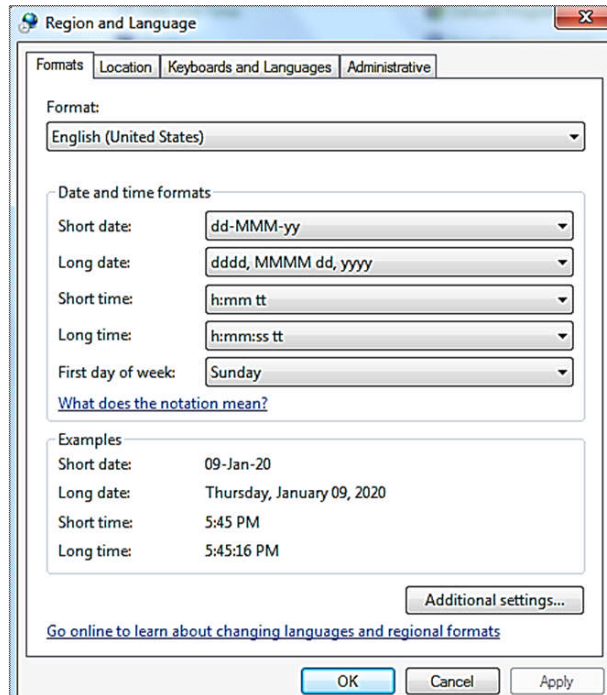 Region and Language
Formats Location Keyboards and Languages Administrative
Format:
English (United States)
Date and time formats
Short date: dd-MMM-yy
Long date: dddd, MMMM dd, yyyy
Short time: h:mm tt
Long time: h:mm:ss tt
First day of week: Sunday
What does the notation mean?
Examples
Short date: 09-Jan-20
Long date: Thursday, January 09, 2020
Short time: 5:45 PM
Long time: 5:45:16 PM
Additional settings...
Go online to learn about changing languages and regional formats
OK Cancel Apply